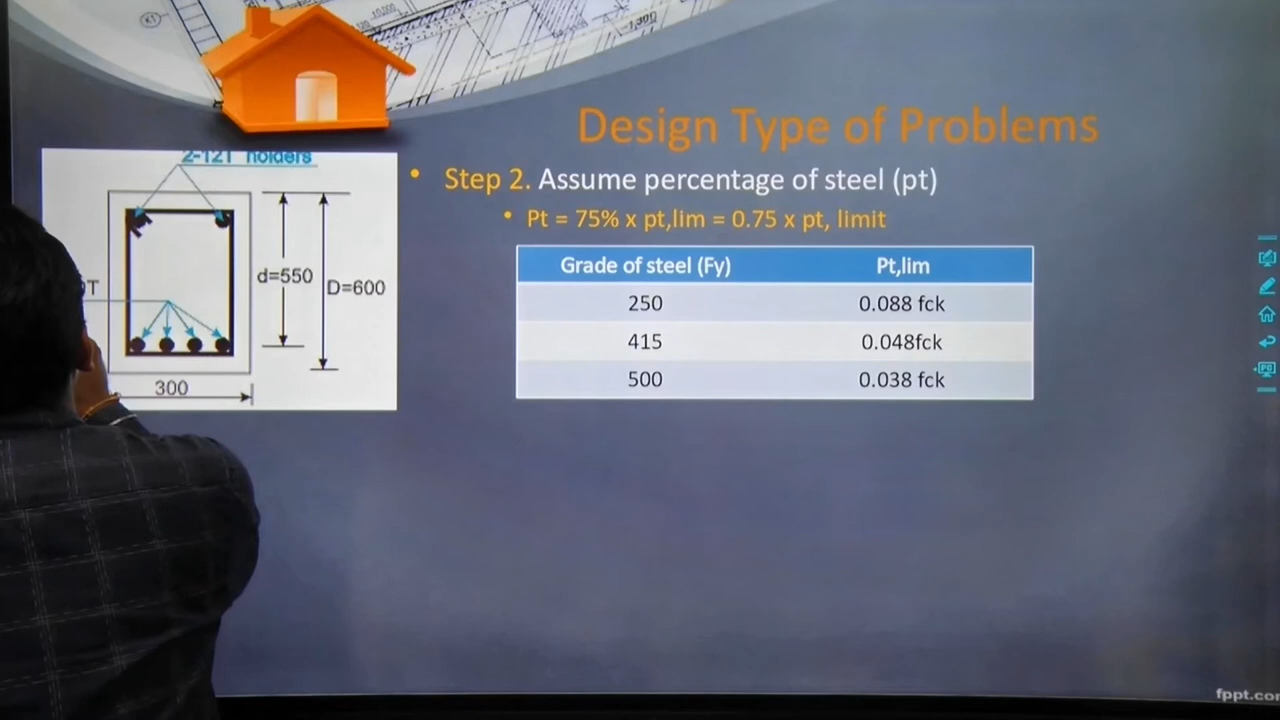 Design Type of Problems
2-12T holders
• Step 2. Assume percentage of steel (pt)
• Pt = 75% x pt,lim = 0.75 x pt, limit
Grade of steel (Fy) Pt,lim
250 0.088 fck
415 0.048fck
500 0.038 fck
d=550
D=600
300
fppt.com